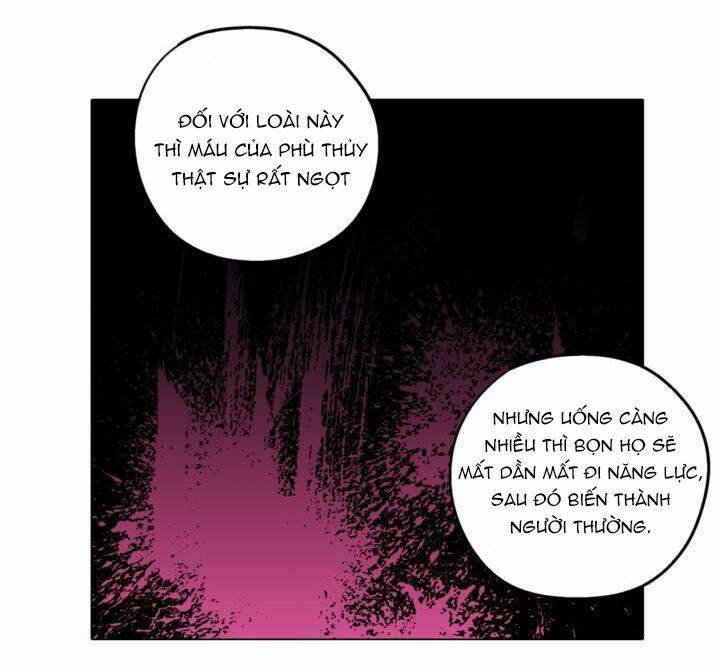 ĐỐI VỚI LOÀI NÀY
THÌ MÁU CỦA PHÙ THỦY
THẬT SỰ RẤT NGỌT
NHƯNG UỐNG CÀNG
NHIỀU THÌ BỌN HỌ SẼ
MẤT DẦN MẤT ĐI NĂNG LỰC,
SAU ĐÓ BIẾN THÀNH
NGƯỜI THƯỜNG.